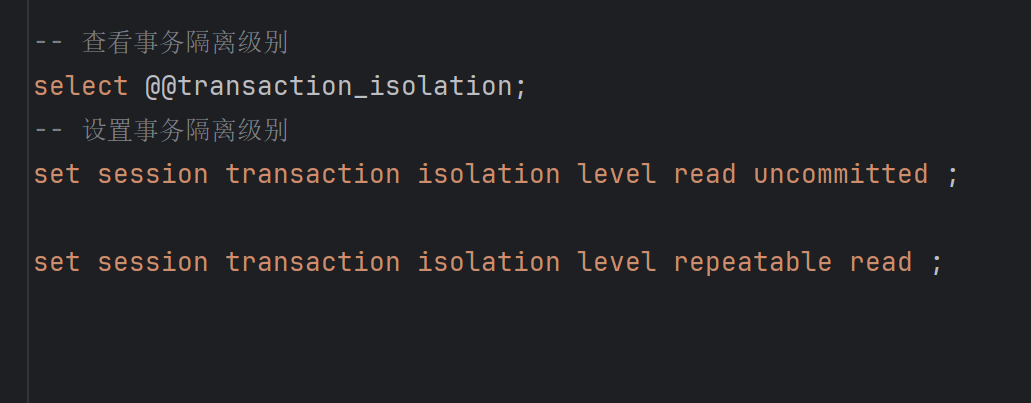 -- 查看事务隔离级别
select @@transaction_isolation;
-- 设置事务隔离级别
set session transaction isolation level read uncommitted ;
set session transaction isolation level repeatable read ;